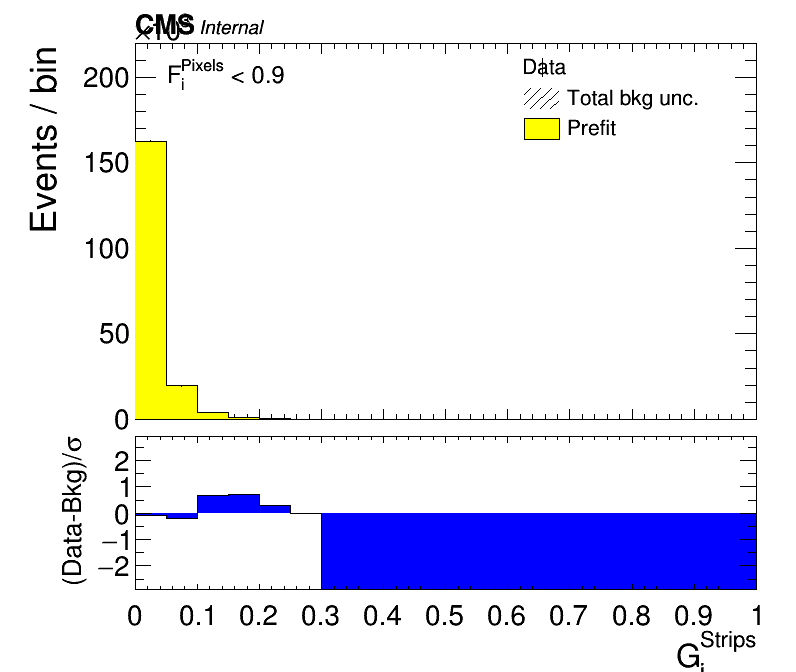 CMS Internal
×10³
F_i^Pixels < 0.9
Data
Total bkg unc.
Prefit
Events / bin
200
150
100
50
0
(Data-Bkg)/σ
2
1
0
−1
−2
0 0.1 0.2 0.3 0.4 0.5 0.6 0.7 0.8 0.9 1
G_i^Strips